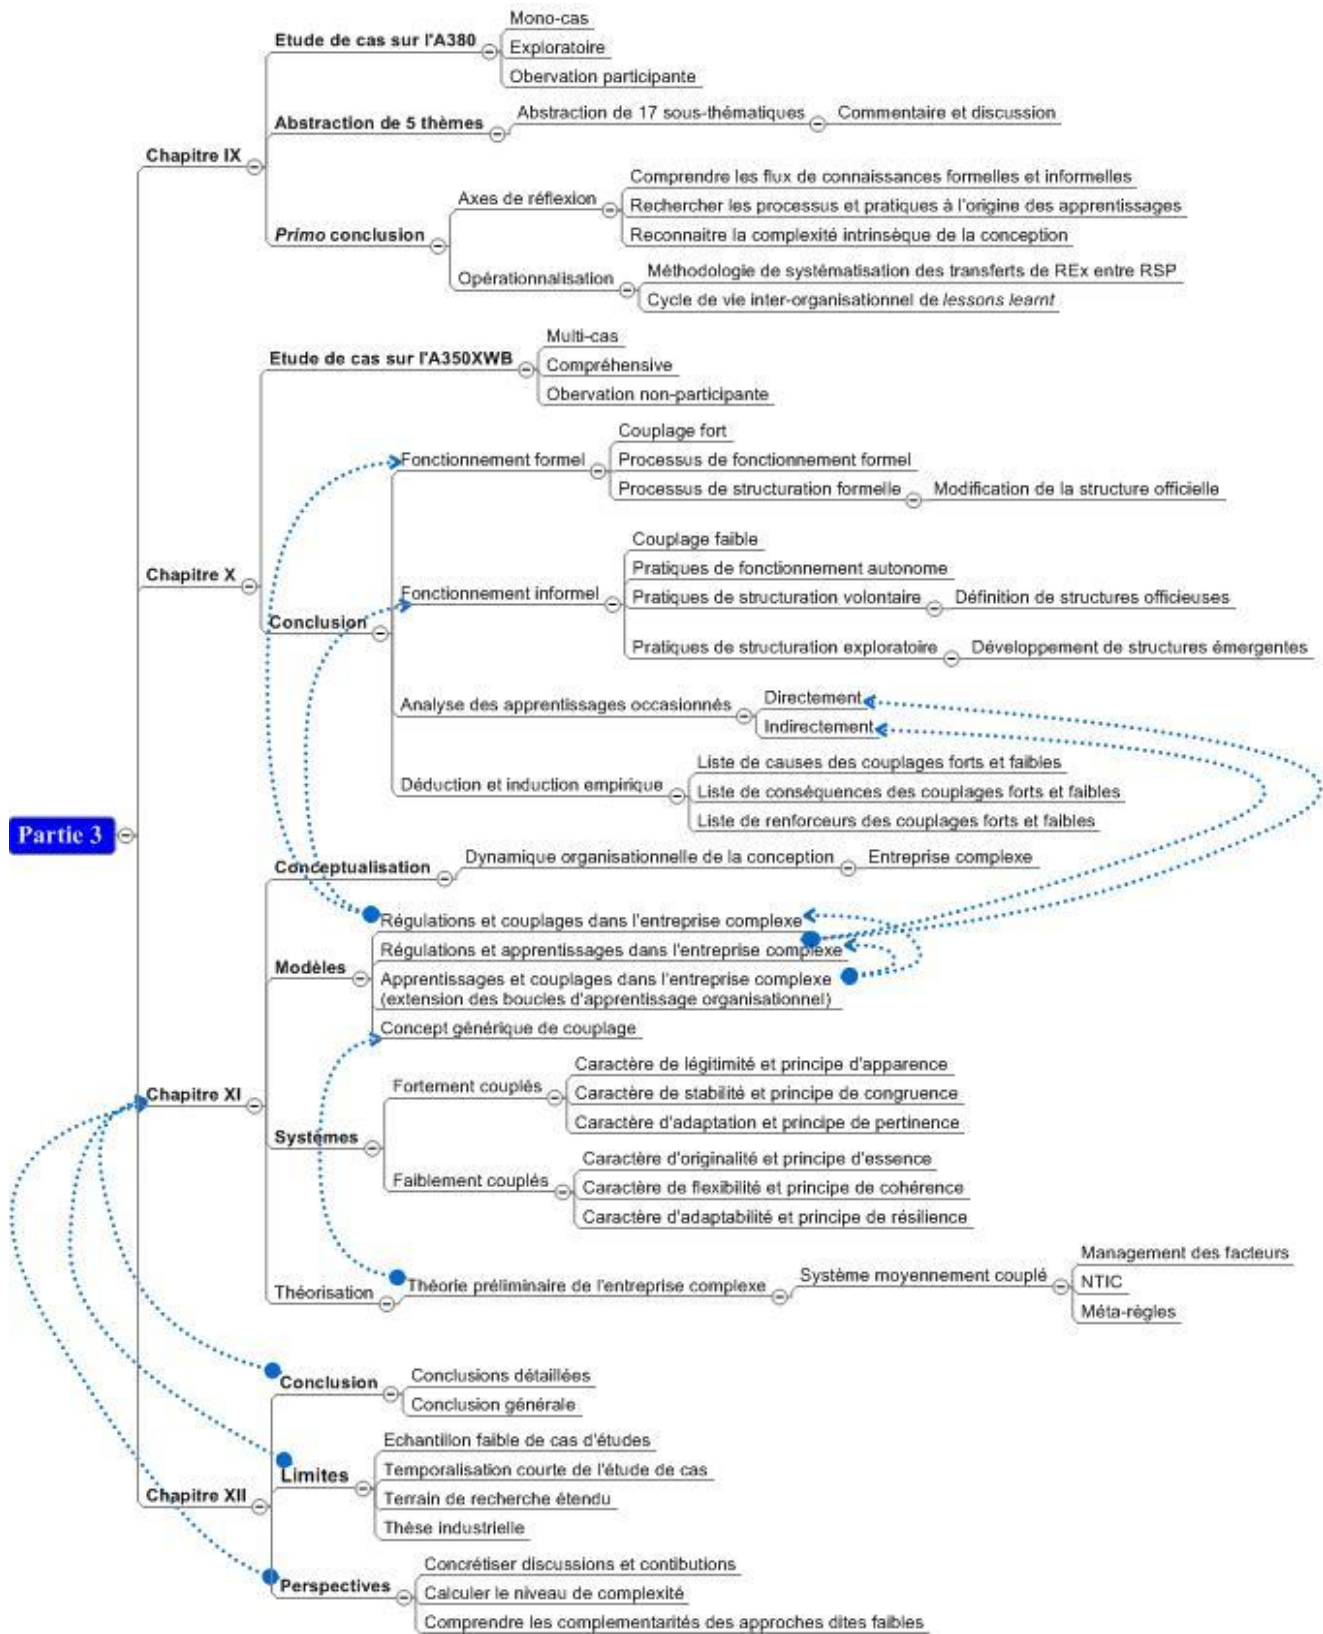 Partie 3
Chapitre IX
Etude de cas sur l'A380
Mono-cas
Exploratoire
Obervation participante
Abstraction de 5 thèmes
Abstraction de 17 sous-thématiques
Commentaire et discussion
Primo conclusion
Axes de réflexion
Comprendre les flux de connaissances formelles et informelles
Rechercher les processus et pratiques à l'origine des apprentissages
Reconnaitre la complexité intrinsèque de la conception
Opérationnalisation
Méthodologie de systématisation des transferts de REx entre RSP
Cycle de vie inter-organisationnel de lessons learnt
Chapitre X
Etude de cas sur l'A350XWB
Multi-cas
Compréhensive
Obervation non-participante
Conclusion
Fonctionnement formel
Couplage fort
Processus de fonctionnement formel
Processus de structuration formelle
Modification de la structure officielle
Fonctionnement informel
Couplage faible
Pratiques de fonctionnement autonome
Pratiques de structuration volontaire
Définition de structures officieuses
Pratiques de structuration exploratoire
Développement de structures émergentes
Analyse des apprentissages occasionnés
Directement
Indirectement
Déduction et induction empirique
Liste de causes des couplages forts et faibles
Liste de conséquences des couplages forts et faibles
Liste de renforceurs des couplages forts et faibles
Chapitre XI
Conceptualisation
Dynamique organisationnelle de la conception
Entreprise complexe
Modèles
Régulations et couplages dans l'entreprise complexe
Régulations et apprentissages dans l'entreprise complexe
Apprentissages et couplages dans l'entreprise complexe
(extension des boucles d'apprentissage organisationnel)
Concept générique de couplage
Systèmes
Fortement couplés
Caractère de légitimité et principe d'apparence
Caractère de stabilité et principe de congruence
Caractère d'adaptation et principe de pertinence
Faiblement couplés
Caractère d'originalité et principe d'essence
Caractère de flexibilité et principe de cohérence
Caractère d'adaptabilité et principe de résilience
Théorisation
Théorie préliminaire de l'entreprise complexe
Système moyennement couplé
Management des facteurs
NTIC
Méta-règles
Chapitre XII
Conclusion
Conclusions détaillées
Conclusion générale
Limites
Echantillon faible de cas d'études
Temporalisation courte de l'étude de cas
Terrain de recherche étendu
Thèse industrielle
Perspectives
Concrétiser discussions et contibutions
Calculer le niveau de complexité
Comprendre les complementarités des approches dites faibles